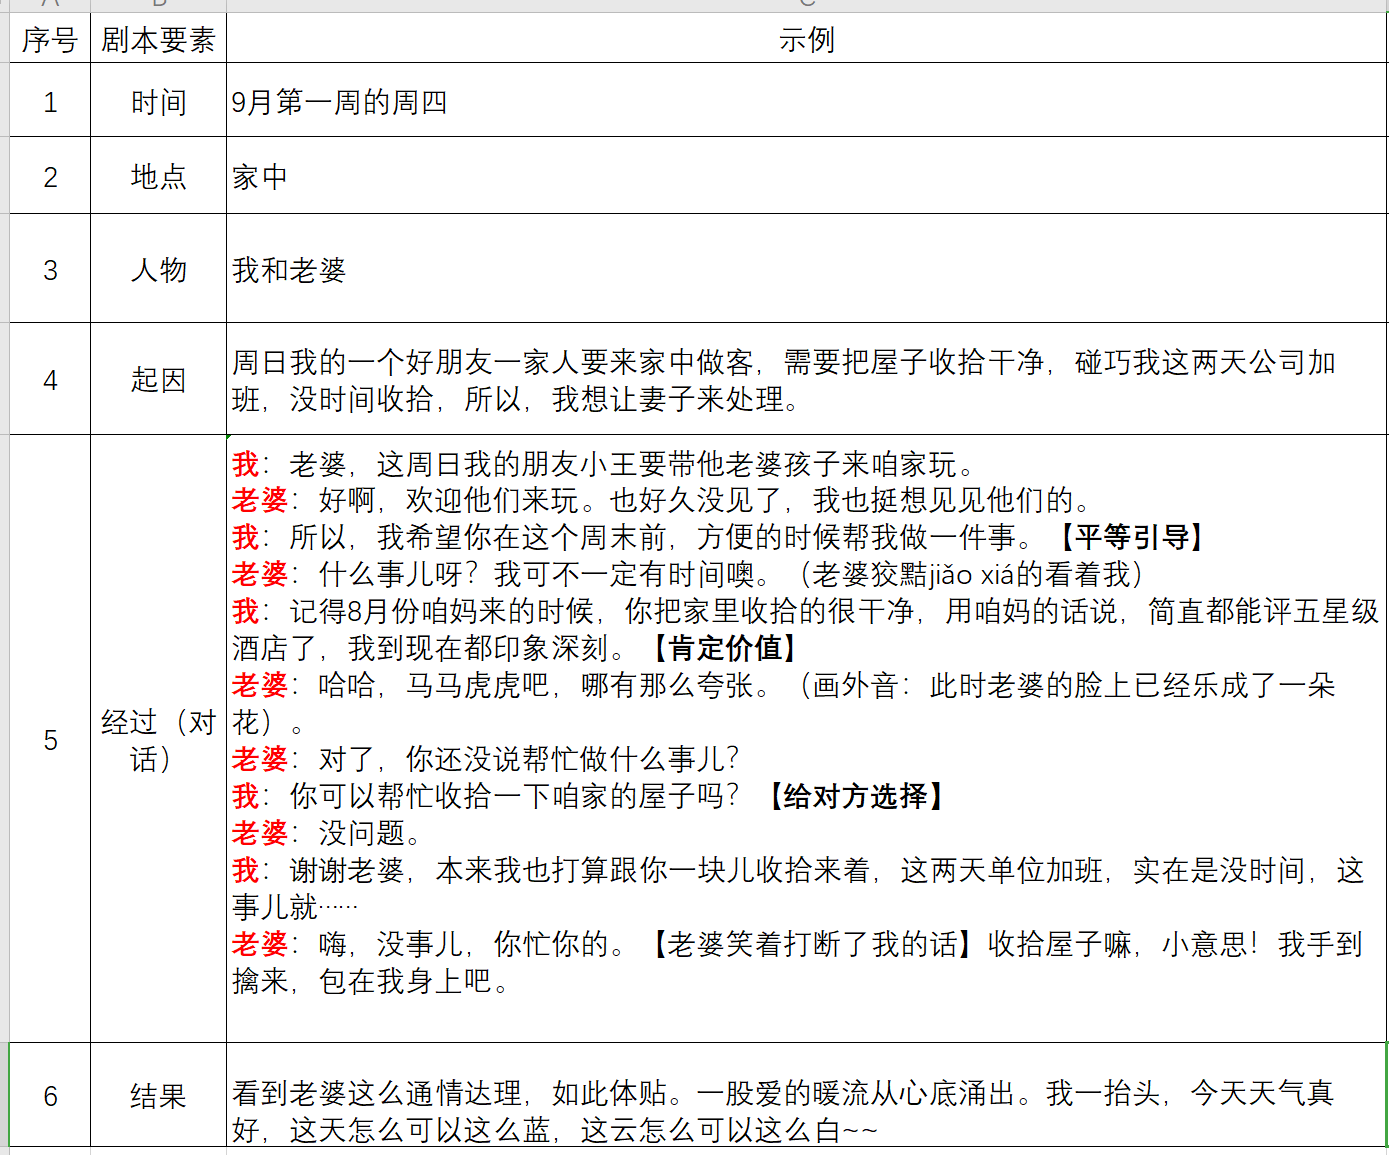 序号 剧本要素 示例
1 时间 9月第一周的周四
2 地点 家中
3 人物 我和老婆
4 起因 周日我的一个好朋友一家人要来家中做客，需要把屋子收拾干净，碰巧我这两天公司加
班，没时间收拾，所以，我想让妻子来处理。
5 经过（对
话）
我：老婆，这周日我的朋友小王要带他老婆孩子来咱家玩。
老婆：好啊，欢迎他们来玩。也好久没见了，我也挺想见见他们的。
我：所以，我希望你在这个周末前，方便的时候帮我做一件事。【平等引导】
老婆：什么事儿呀？我可不一定有时间噢。（老婆狡黠jiǎo xiá的看着我）
我：记得8月份咱妈来的时候，你把家里收拾的很干净，用咱妈的话说，简直都能评五星级
酒店了，我到现在都印象深刻。【肯定价值】
老婆：哈哈，马马虎虎吧，哪有那么夸张。（画外音：此时老婆的脸上已经乐成了一朵
花）。
老婆：对了，你还没说帮忙做什么事儿？
我：你可以帮忙收拾一下咱家的屋子吗？【给对方选择】
老婆：没问题。
我：谢谢老婆，本来我也打算跟你一块儿收拾来着，这两天单位加班，实在是没时间，这
事儿就……
老婆：嗨，没事儿，你忙你的。【老婆笑着打断了我的话】收拾屋子嘛，小意思！我手到
擒来，包在我身上吧。
6 结果 看到老婆这么通情达理，如此体贴。一股爱的暖流从心底涌出。我一抬头，今天天气真
好，这天怎么可以这么蓝，这云怎么可以这么白~~